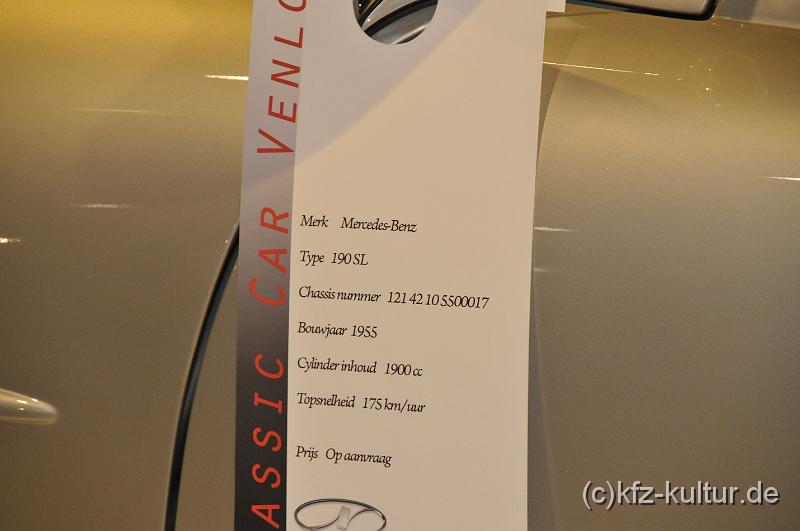 ASSIC CAR VENLO
Merk Mercedes-Benz
Type 190 SL
Chassis nummer 121 42 10 5500017
Bouwjaar 1955
Cylinder inhoud 1900 cc
Topsnelheid 175 km/uur
Prijs Op aanvraag
(c)kfz-kultur.de